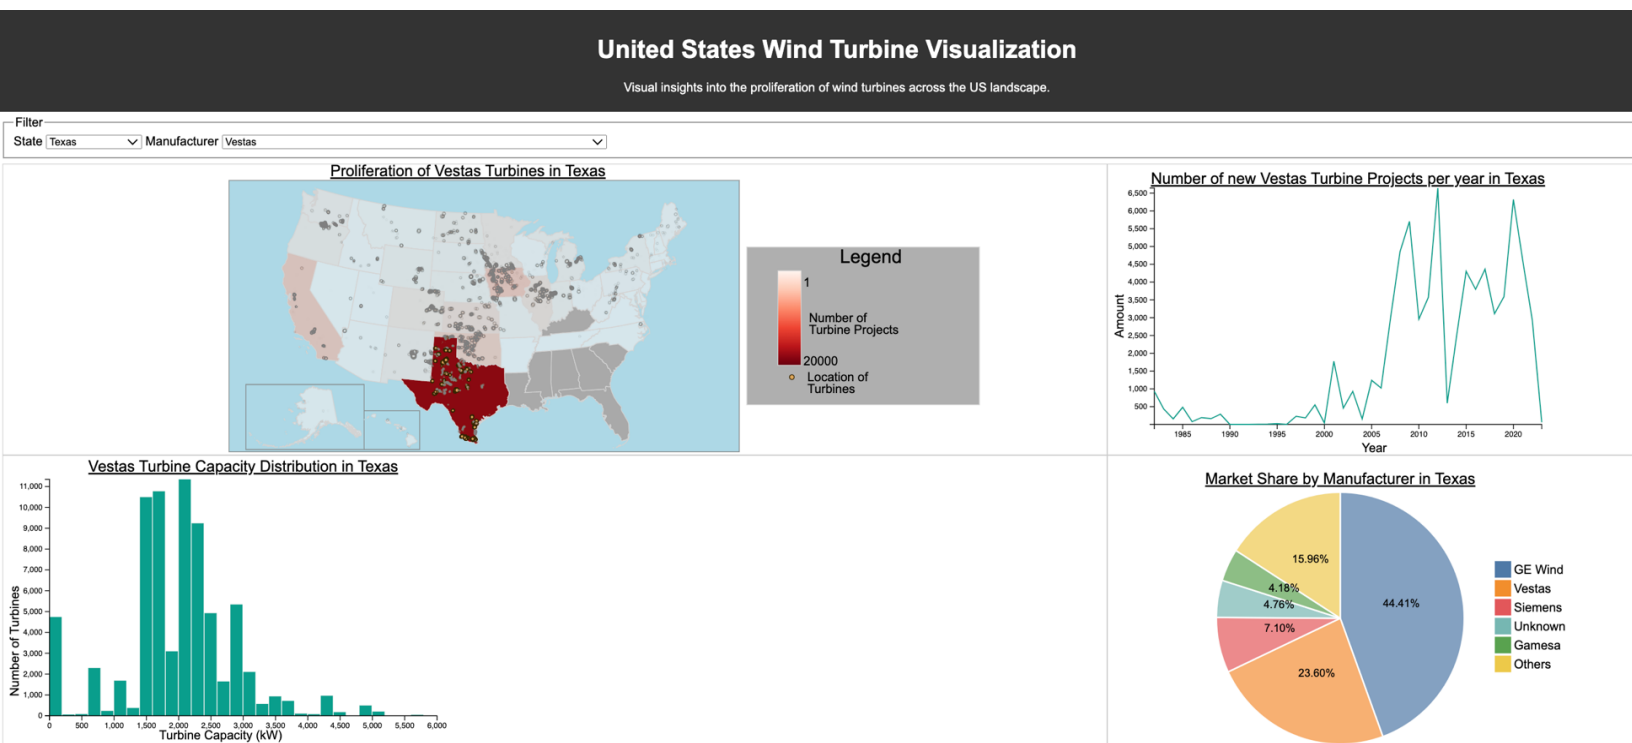 United States Wind Turbine Visualization
Visual insights into the proliferation of wind turbines across the US landscape.
Filter
State Texas Manufacturer Vestas
Proliferation of Vestas Turbines in Texas
Legend
1
Number of
Turbine Projects
20000
Location of
Turbines
Number of new Vestas Turbine Projects per year in Texas
6,500
6,000
5,500
5,000
4,500
4,000
3,500
3,000
2,500
2,000
1,500
1,000
500
Amount
1985 1990 1995 2000 2005 2010 2015 2020
Year
Vestas Turbine Capacity Distribution in Texas
11,000
10,000
9,000
8,000
7,000
6,000
5,000
4,000
3,000
2,000
1,000
0
Number of Turbines
0 500 1,000 1,500 2,000 2,500 3,000 3,500 4,000 4,500 5,000 5,500 6,000
Turbine Capacity (kW)
Market Share by Manufacturer in Texas
15.96%
4.18%
4.76%
7.10%
23.60%
44.41%
GE Wind
Vestas
Siemens
Unknown
Gamesa
Others